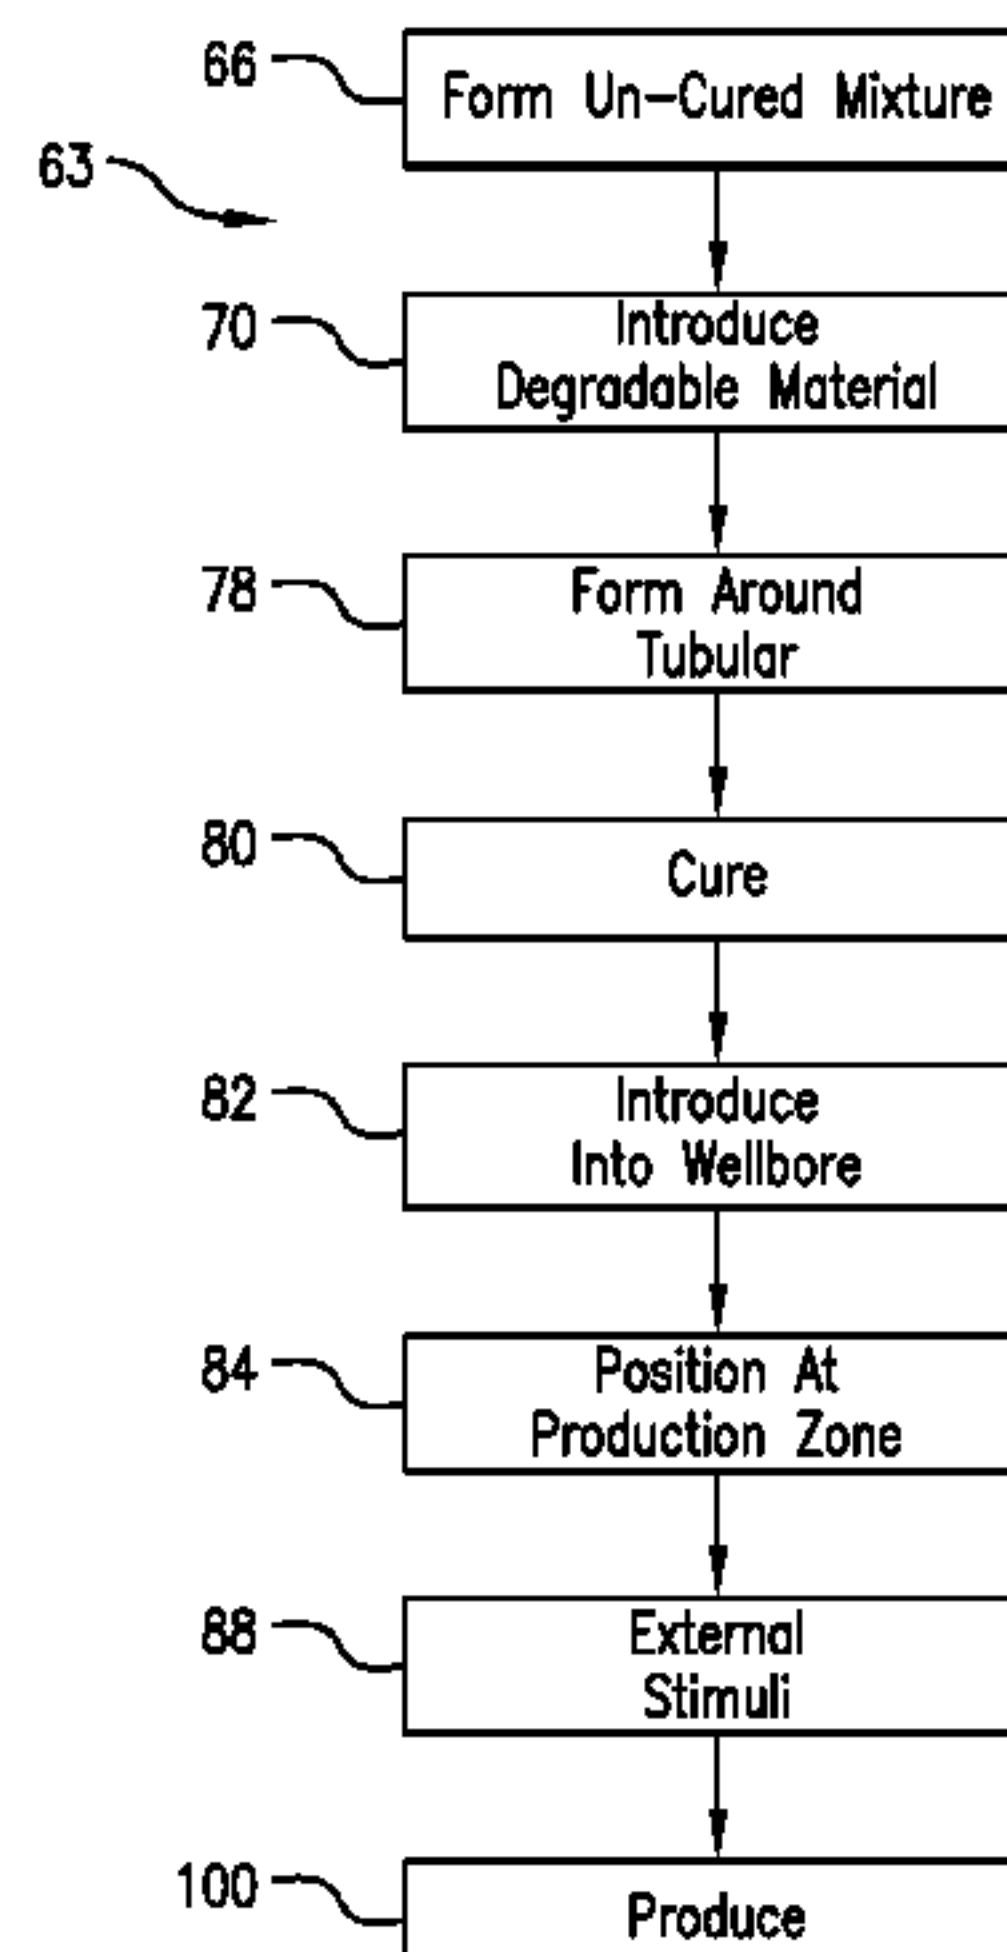 66
Form Un-Cured Mixture
63
70
Introduce
Degradable Material
78
Form Around
Tubular
80
Cure
82
Introduce
Into Wellbore
84
Position At
Production Zone
88
External
Stimuli
100
Produce